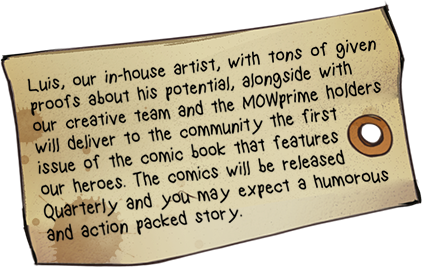 Luis, our in-house artist, with tons of given
proofs about his potential, alongside with
our creative team and the MOWprime holders
will deliver to the community the first
issue of the comic book that features
our heroes. The comics will be released
Quarterly and you may expect a humorous
and action packed story.